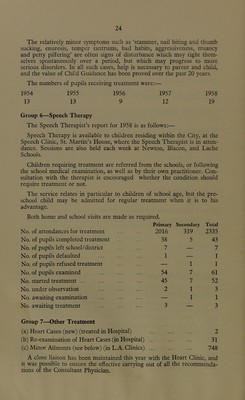 24
The relatively minor symptoms such as 'stammer, nail biting and thumb
sucking, enuresis, temper tantrums, bad habits, aggressiveness, truancy
and petty pilfering' are often signs of disturbance which may right them-
selves spontaneously over a period, but which may progress to more
serious disorders. In all such cases, help is necessary to parent and child,
and the value of Child Guidance has been proved over the past 20 years.
The numbers of pupils receiving treatment were:—
1954 1955 1956 1957 1958
13 13 9 12 19
Group 6—Speech Therapy
The Speech Therapist's report for 1958 is as follows:—
Speech Therapy is available to children residing within the City, at the
Speech Clinic, St. Martin's House, where the Speech Therapist is in atten-
dance. Sessions are also held each week at Newton, Blacon, and Lache
Schools.
Children requiring treatment are referred from the schools, or following
the school medical examination, as well as by their own practitioner. Con-
sultation with the therapist is encouraged whether the condition should
require treatment or not.
The service relates in particular to children of school age, but the pre-
school child may be admitted for regular treatment when it is to his
advantage.
Both home and school visits are made as required.
Primary Secondary Total
No. of attendances for treatment 2016 319 2335
No. of pupils completed treatment 38 5 43
No. of pupils left school/district 7 — 7
No. of pupils defaulted 1 — 1
No. of pupils refused treatment — 1 1
No. of pupils examined 54 7 61
No. started treatment 45 7 52
No. under observation 2 1 3
No. awaiting examination — 1 1
No. awaiting treatment 3 — 3
Group 7—Other Treatment
(a) Heart Cases (new) (treated in Hospital) 2
(b) Re-examination of Heart Cases (in Hospital) 31
(c) Minor Ailments (see below) (in L.A. Clinics) 748
A close liaison has been maintained this year with the Heart Clinic, and
it was possible to ensure the effective carrying out of all the recommenda-
tions of the Consultant Physician.